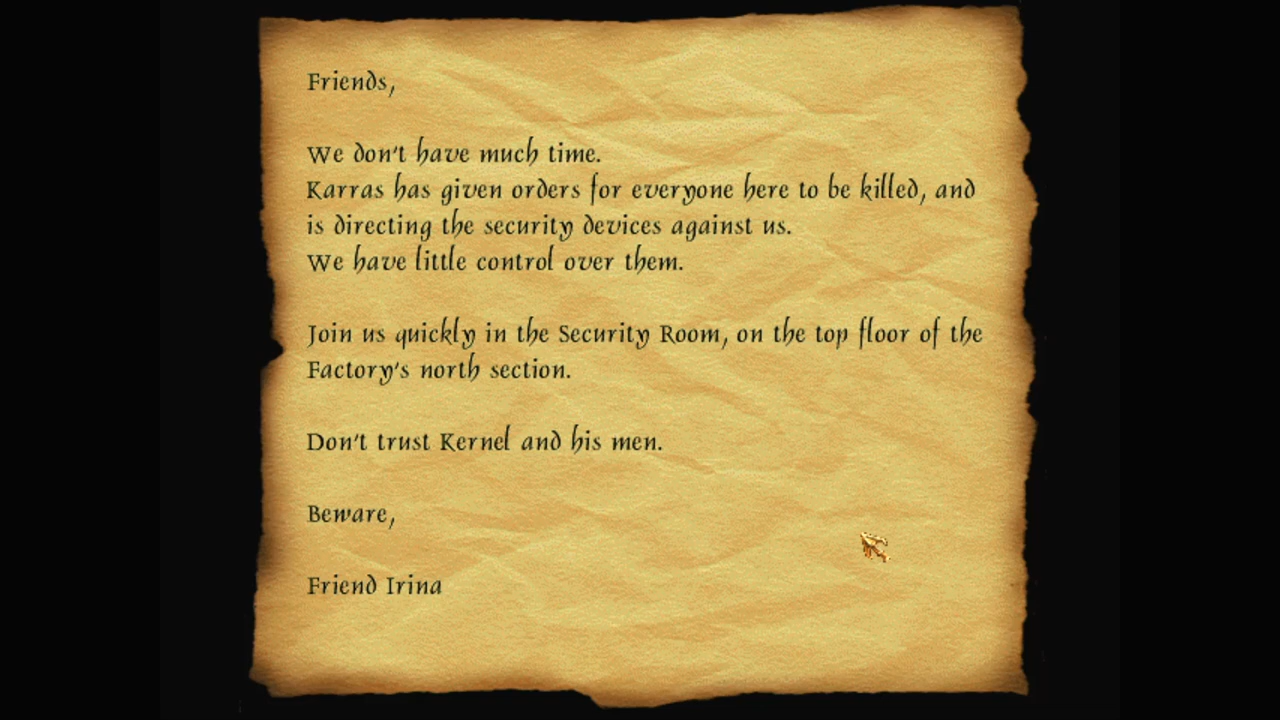 Friends,
We don't have much time.
Karras has given orders for everyone here to be killed, and
is directing the security devices against us.
We have little control over them.
Join us quickly in the Security Room, on the top floor of the
Factory's north section.
Don't trust Kernel and his men.
Beware,
Friend Irina